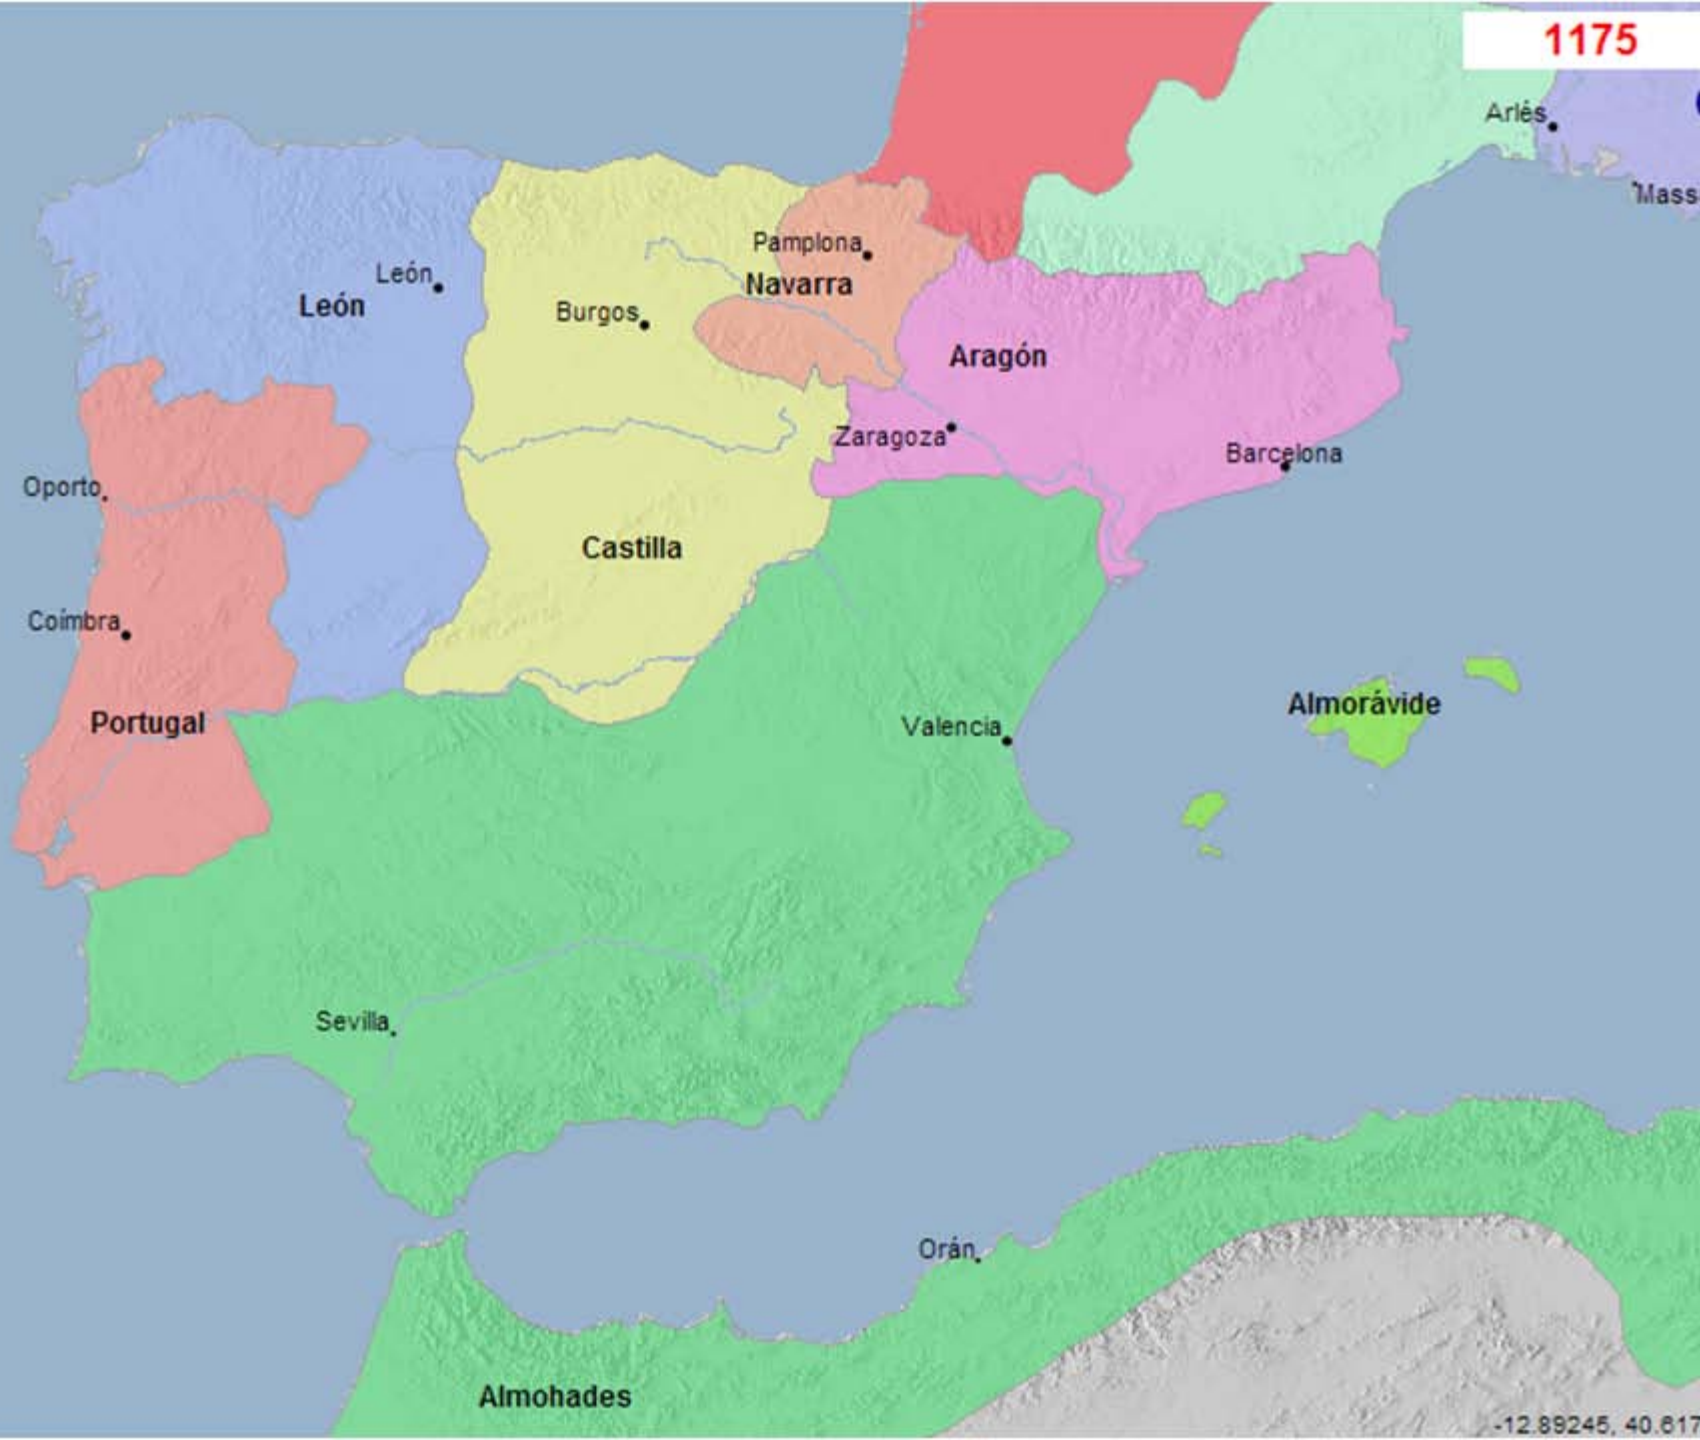 1175
Arlés
Mass
Pamplona
León
Navarra
León
Burgos
Aragón
Zaragoza
Barcelona
Oporto
Castilla
Coímbra
Almorávide
Portugal
Valencia
Sevilla
Orán
Almohades
-12.89245, 40.617